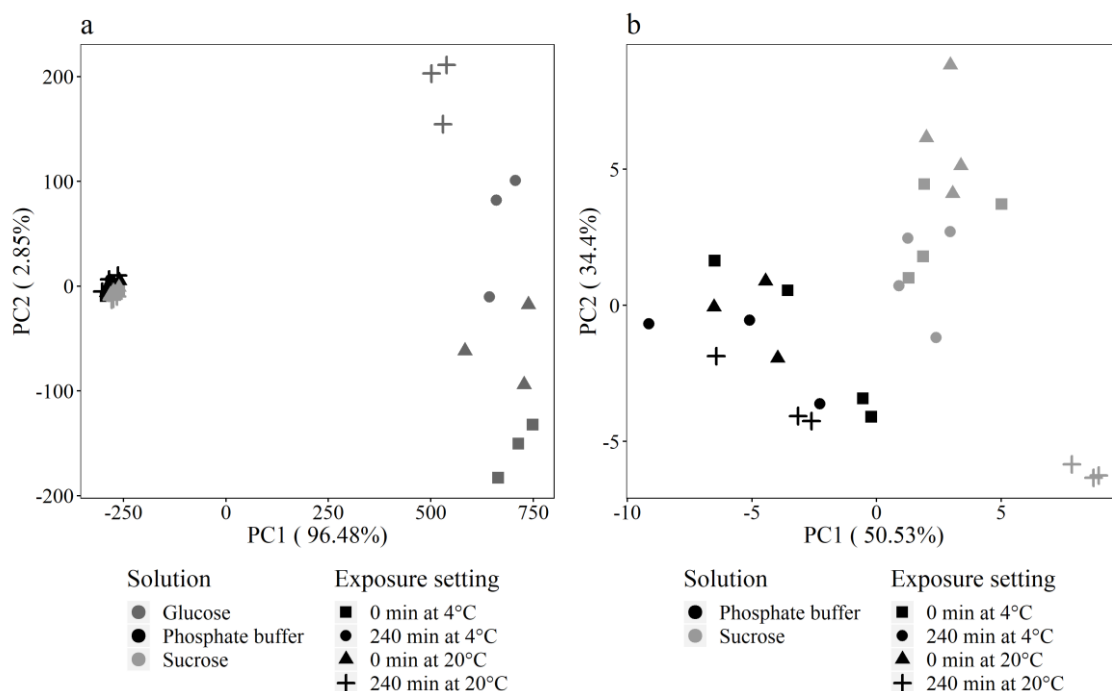 a
200
100
0
-100
-200
PC2 ( 2.85%)
-250
0
250
500
750
PC1 ( 96.48%)
Solution
Glucose
Phosphate buffer
Sucrose
Exposure setting
0 min at 4°C
240 min at 4°C
0 min at 20°C
240 min at 20°C
b
5
0
-5
PC2 ( 34.4%)
-10
-5
0
5
PC1 ( 50.53%)
Solution
Phosphate buffer
Sucrose
Exposure setting
0 min at 4°C
240 min at 4°C
0 min at 20°C
240 min at 20°C